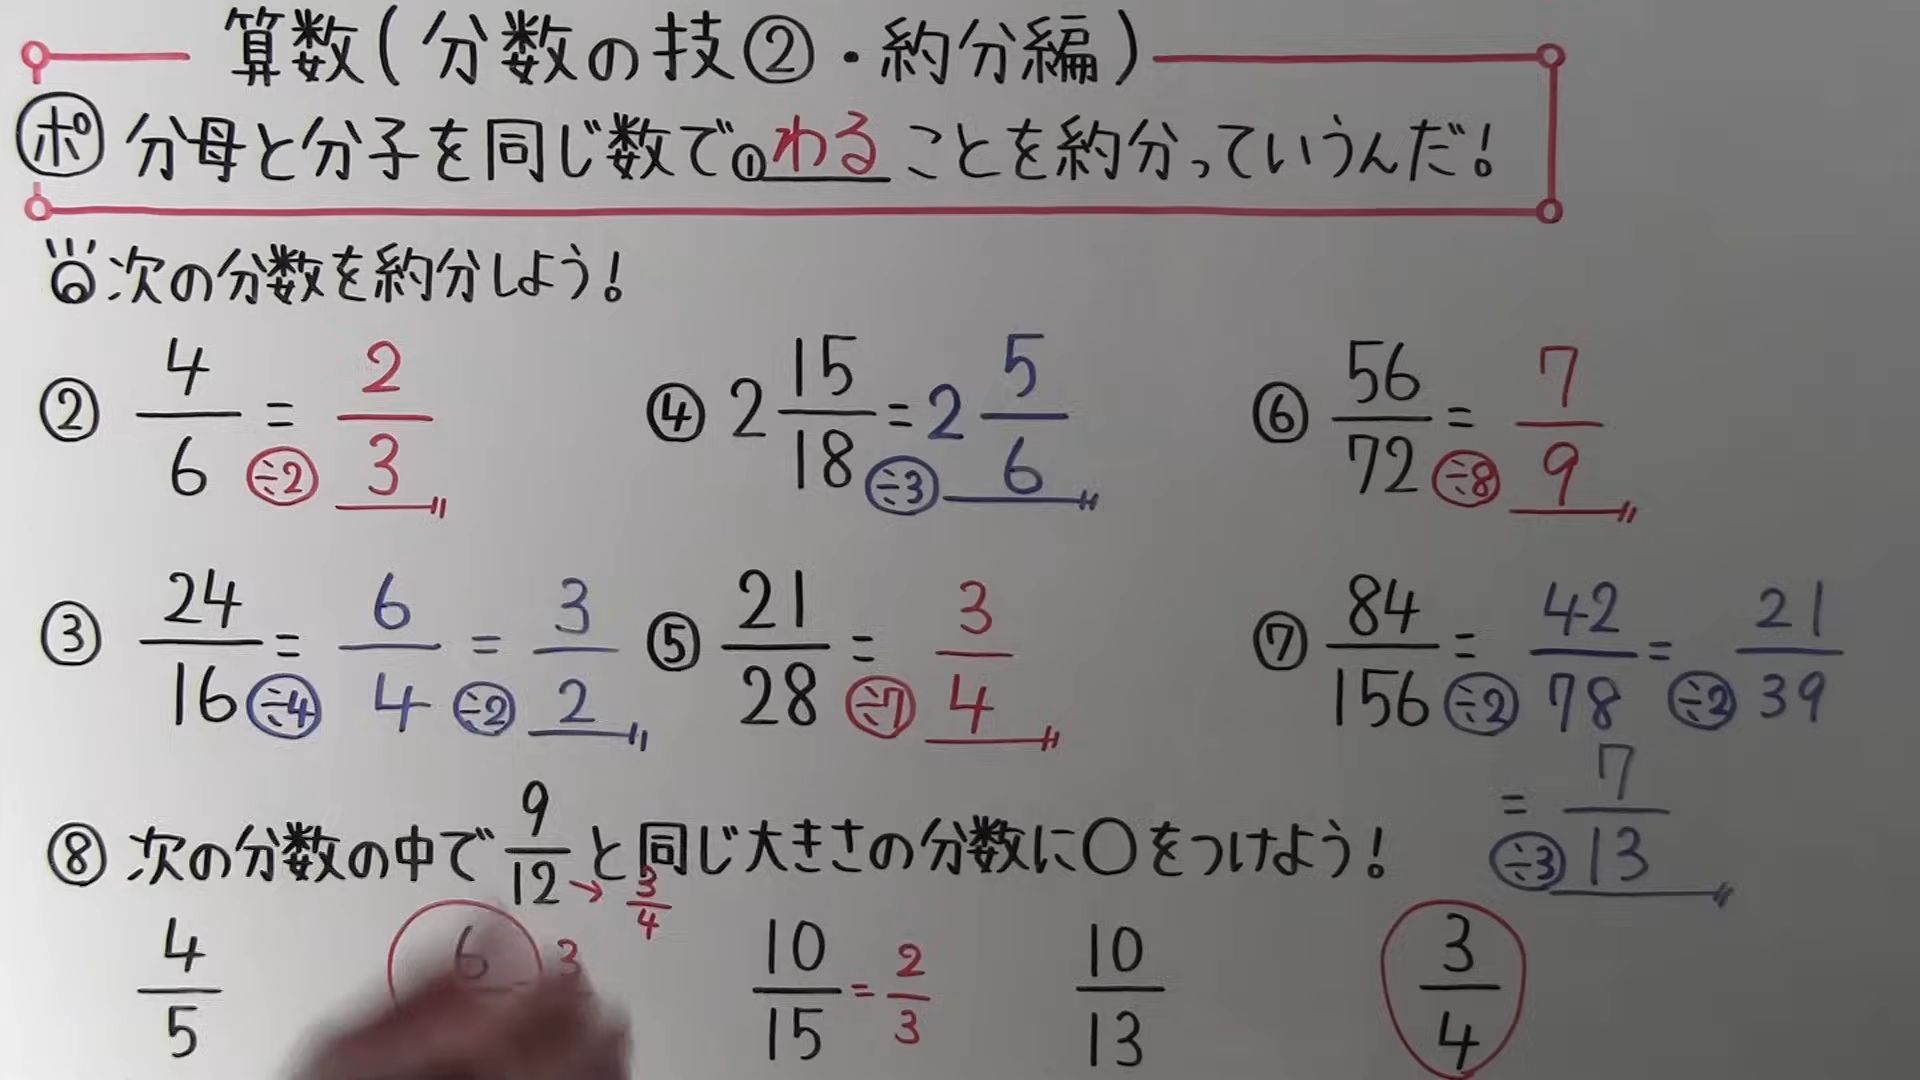 算数(分数の技②・約分編)
ポ 分母と分子を同じ数で①わることを約分っていうんだ!
次の分数を約分しよう!
② 4/6 = 2/3 ÷2
④ 2 15/18 = 2 5/6 ÷3
⑥ 56/72 = 7/9 ÷8
③ 24/16 = 6/4 = 3/2 ÷4 ÷2
⑤ 21/28 = 3/4 ÷7
⑦ 84/156 = 42/78 = 21/39 ÷2 ÷2
= 7/13 ÷3
⑧ 次の分数の中で 9/12 と同じ大きさの分数に〇をつけよう!
→ 3/4
4/5
6 3
10/15 = 2/3
10/13
3/4